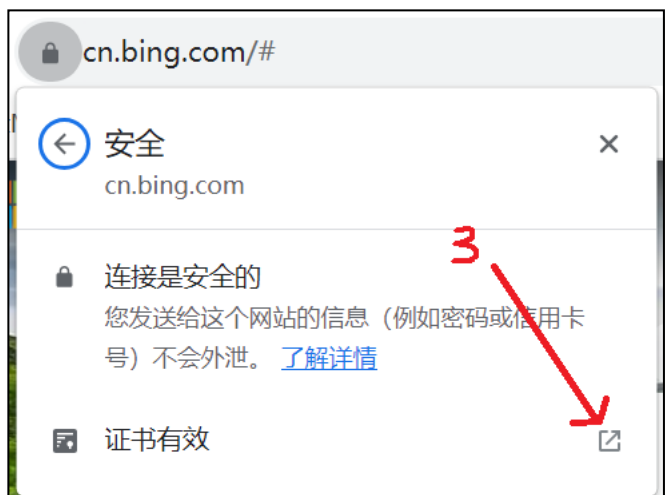 cn.bing.com/#
安全
cn.bing.com
3
连接是安全的
您发送给这个网站的信息（例如密码或信用卡
号）不会外泄。 了解详情
证书有效